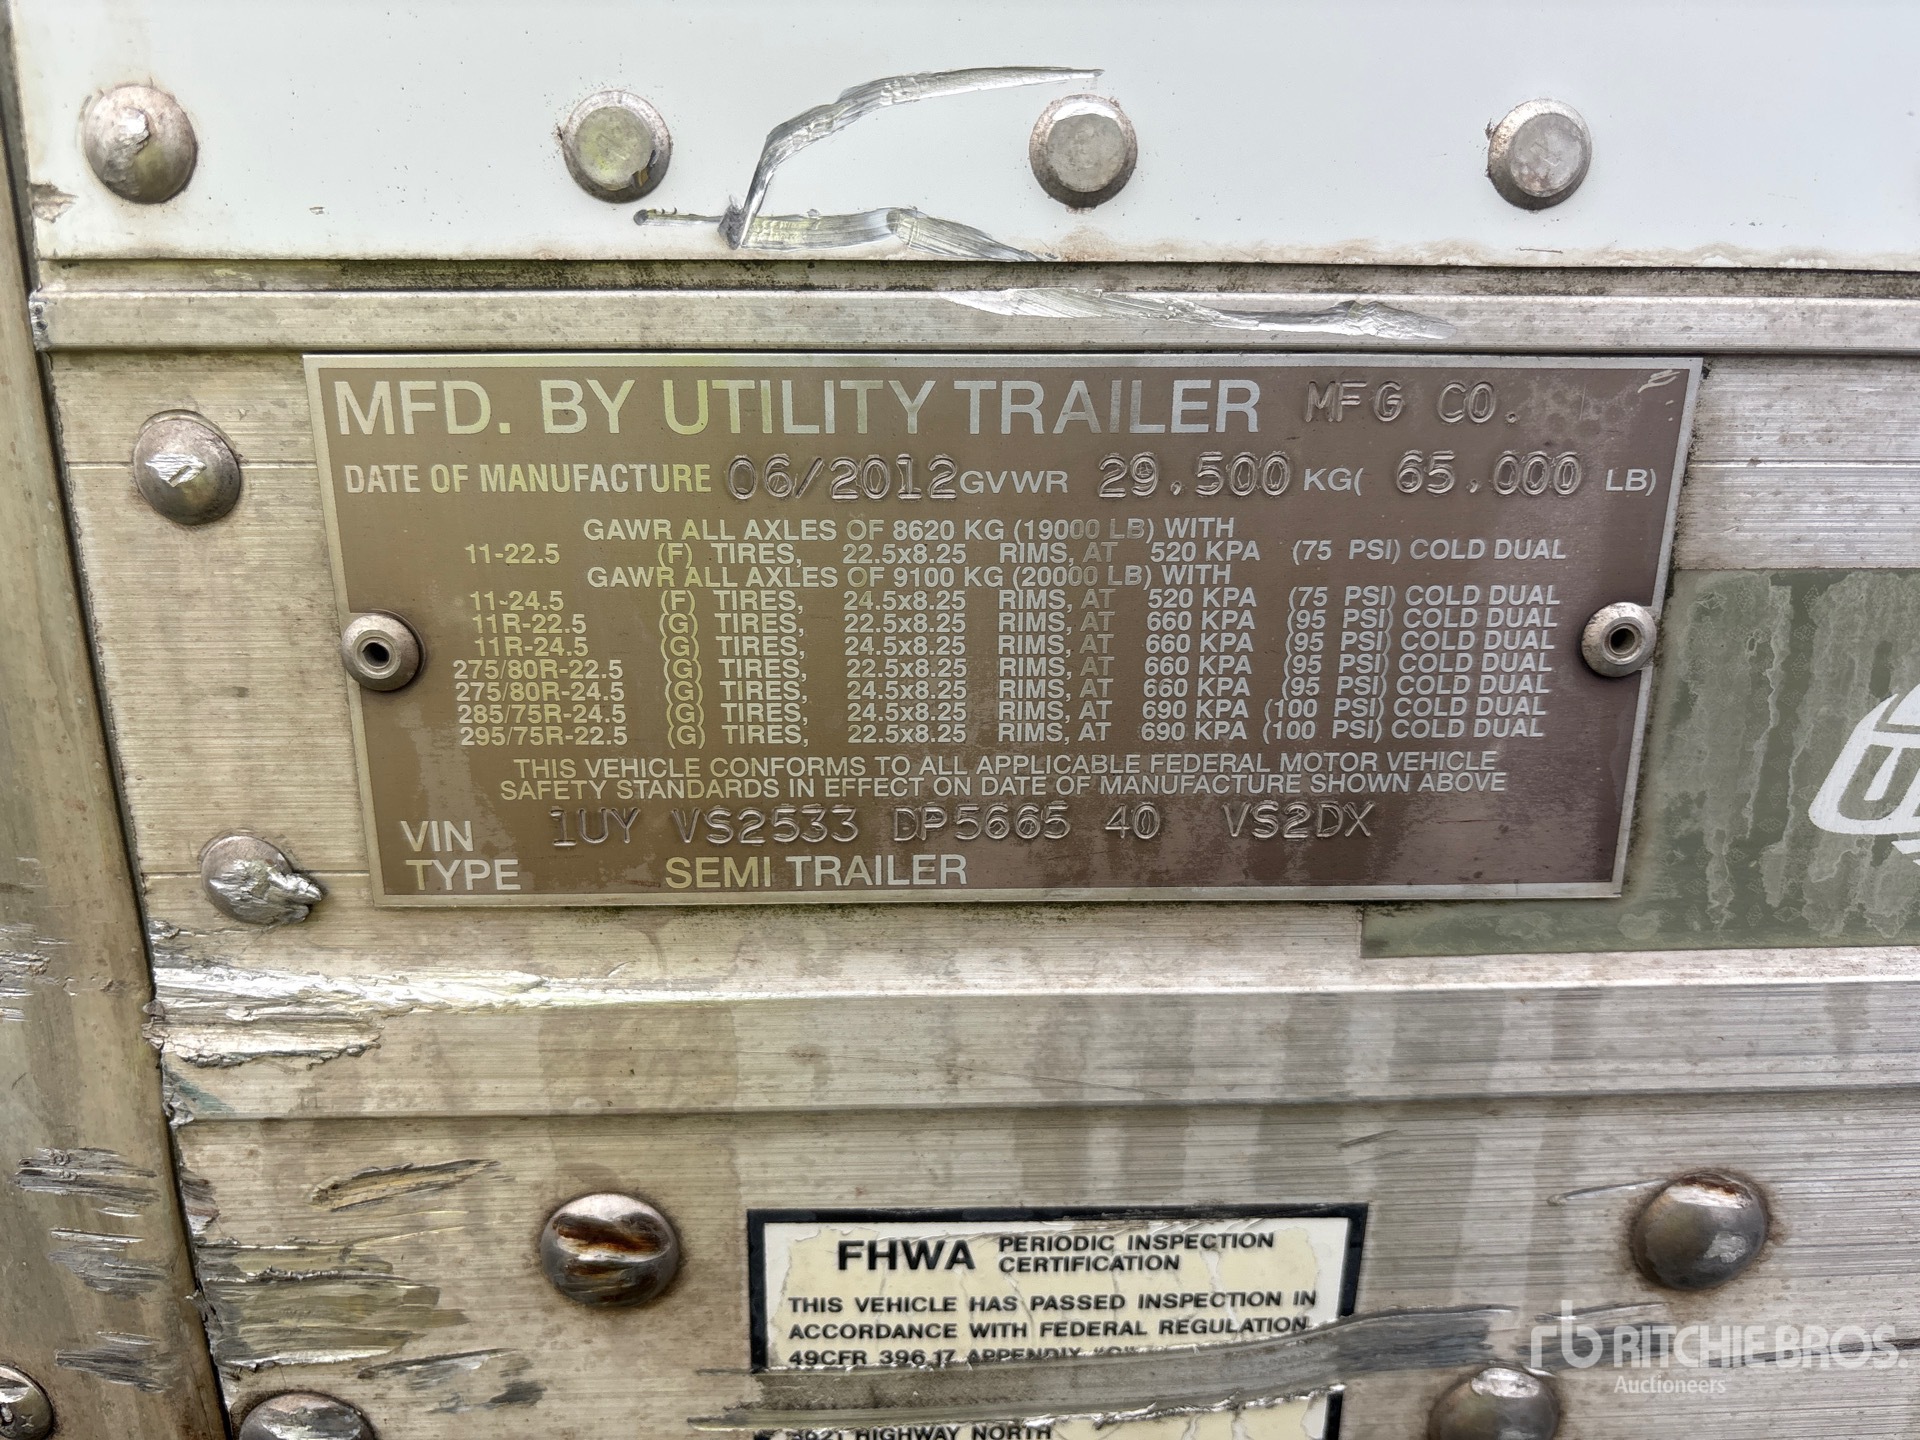 MFD. BY UTILITY TRAILER MFG CO.
DATE OF MANUFACTURE 06/2012 GVWR 29,500 KG( 65,000 LB)
GAWR ALL AXLES OF 8620 KG (19000 LB) WITH
11-22.5 (F) TIRES, 22.5x8.25 RIMS, AT 520 KPA (75 PSI) COLD DUAL
GAWR ALL AXLES OF 9100 KG (20000 LB) WITH
11-24.5 (F) TIRES, 24.5x8.25 RIMS, AT 520 KPA (75 PSI) COLD DUAL
11R-22.5 (G) TIRES, 22.5x8.25 RIMS, AT 660 KPA (95 PSI) COLD DUAL
11R-24.5 (G) TIRES, 24.5x8.25 RIMS, AT 660 KPA (95 PSI) COLD DUAL
275/80R-22.5 (G) TIRES, 22.5x8.25 RIMS, AT 660 KPA (95 PSI) COLD DUAL
275/80R-24.5 (G) TIRES, 24.5x8.25 RIMS, AT 660 KPA (95 PSI) COLD DUAL
285/75R-24.5 (G) TIRES, 24.5x8.25 RIMS, AT 690 KPA (100 PSI) COLD DUAL
295/75R-22.5 (G) TIRES, 22.5x8.25 RIMS, AT 690 KPA (100 PSI) COLD DUAL
THIS VEHICLE CONFORMS TO ALL APPLICABLE FEDERAL MOTOR VEHICLE
SAFETY STANDARDS IN EFFECT ON DATE OF MANUFACTURE SHOWN ABOVE
VIN 1UY VS2533 DP5665 40 VS2DX
TYPE SEMI TRAILER
FHWA PERIODIC INSPECTION
CERTIFICATION
THIS VEHICLE HAS PASSED INSPECTION IN
ACCORDANCE WITH FEDERAL REGULATION
49CFR 396.17 APPENDIX "G"
3621 HIGHWAY NORTH
rb RITCHIE BROS.
Auctioneers